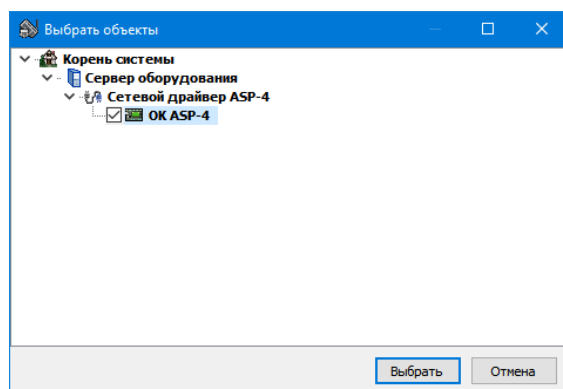 Выбрать объекты
Корень системы
Сервер оборудования
Сетевой драйвер ASP-4
ОК ASP-4
Выбрать Отмена